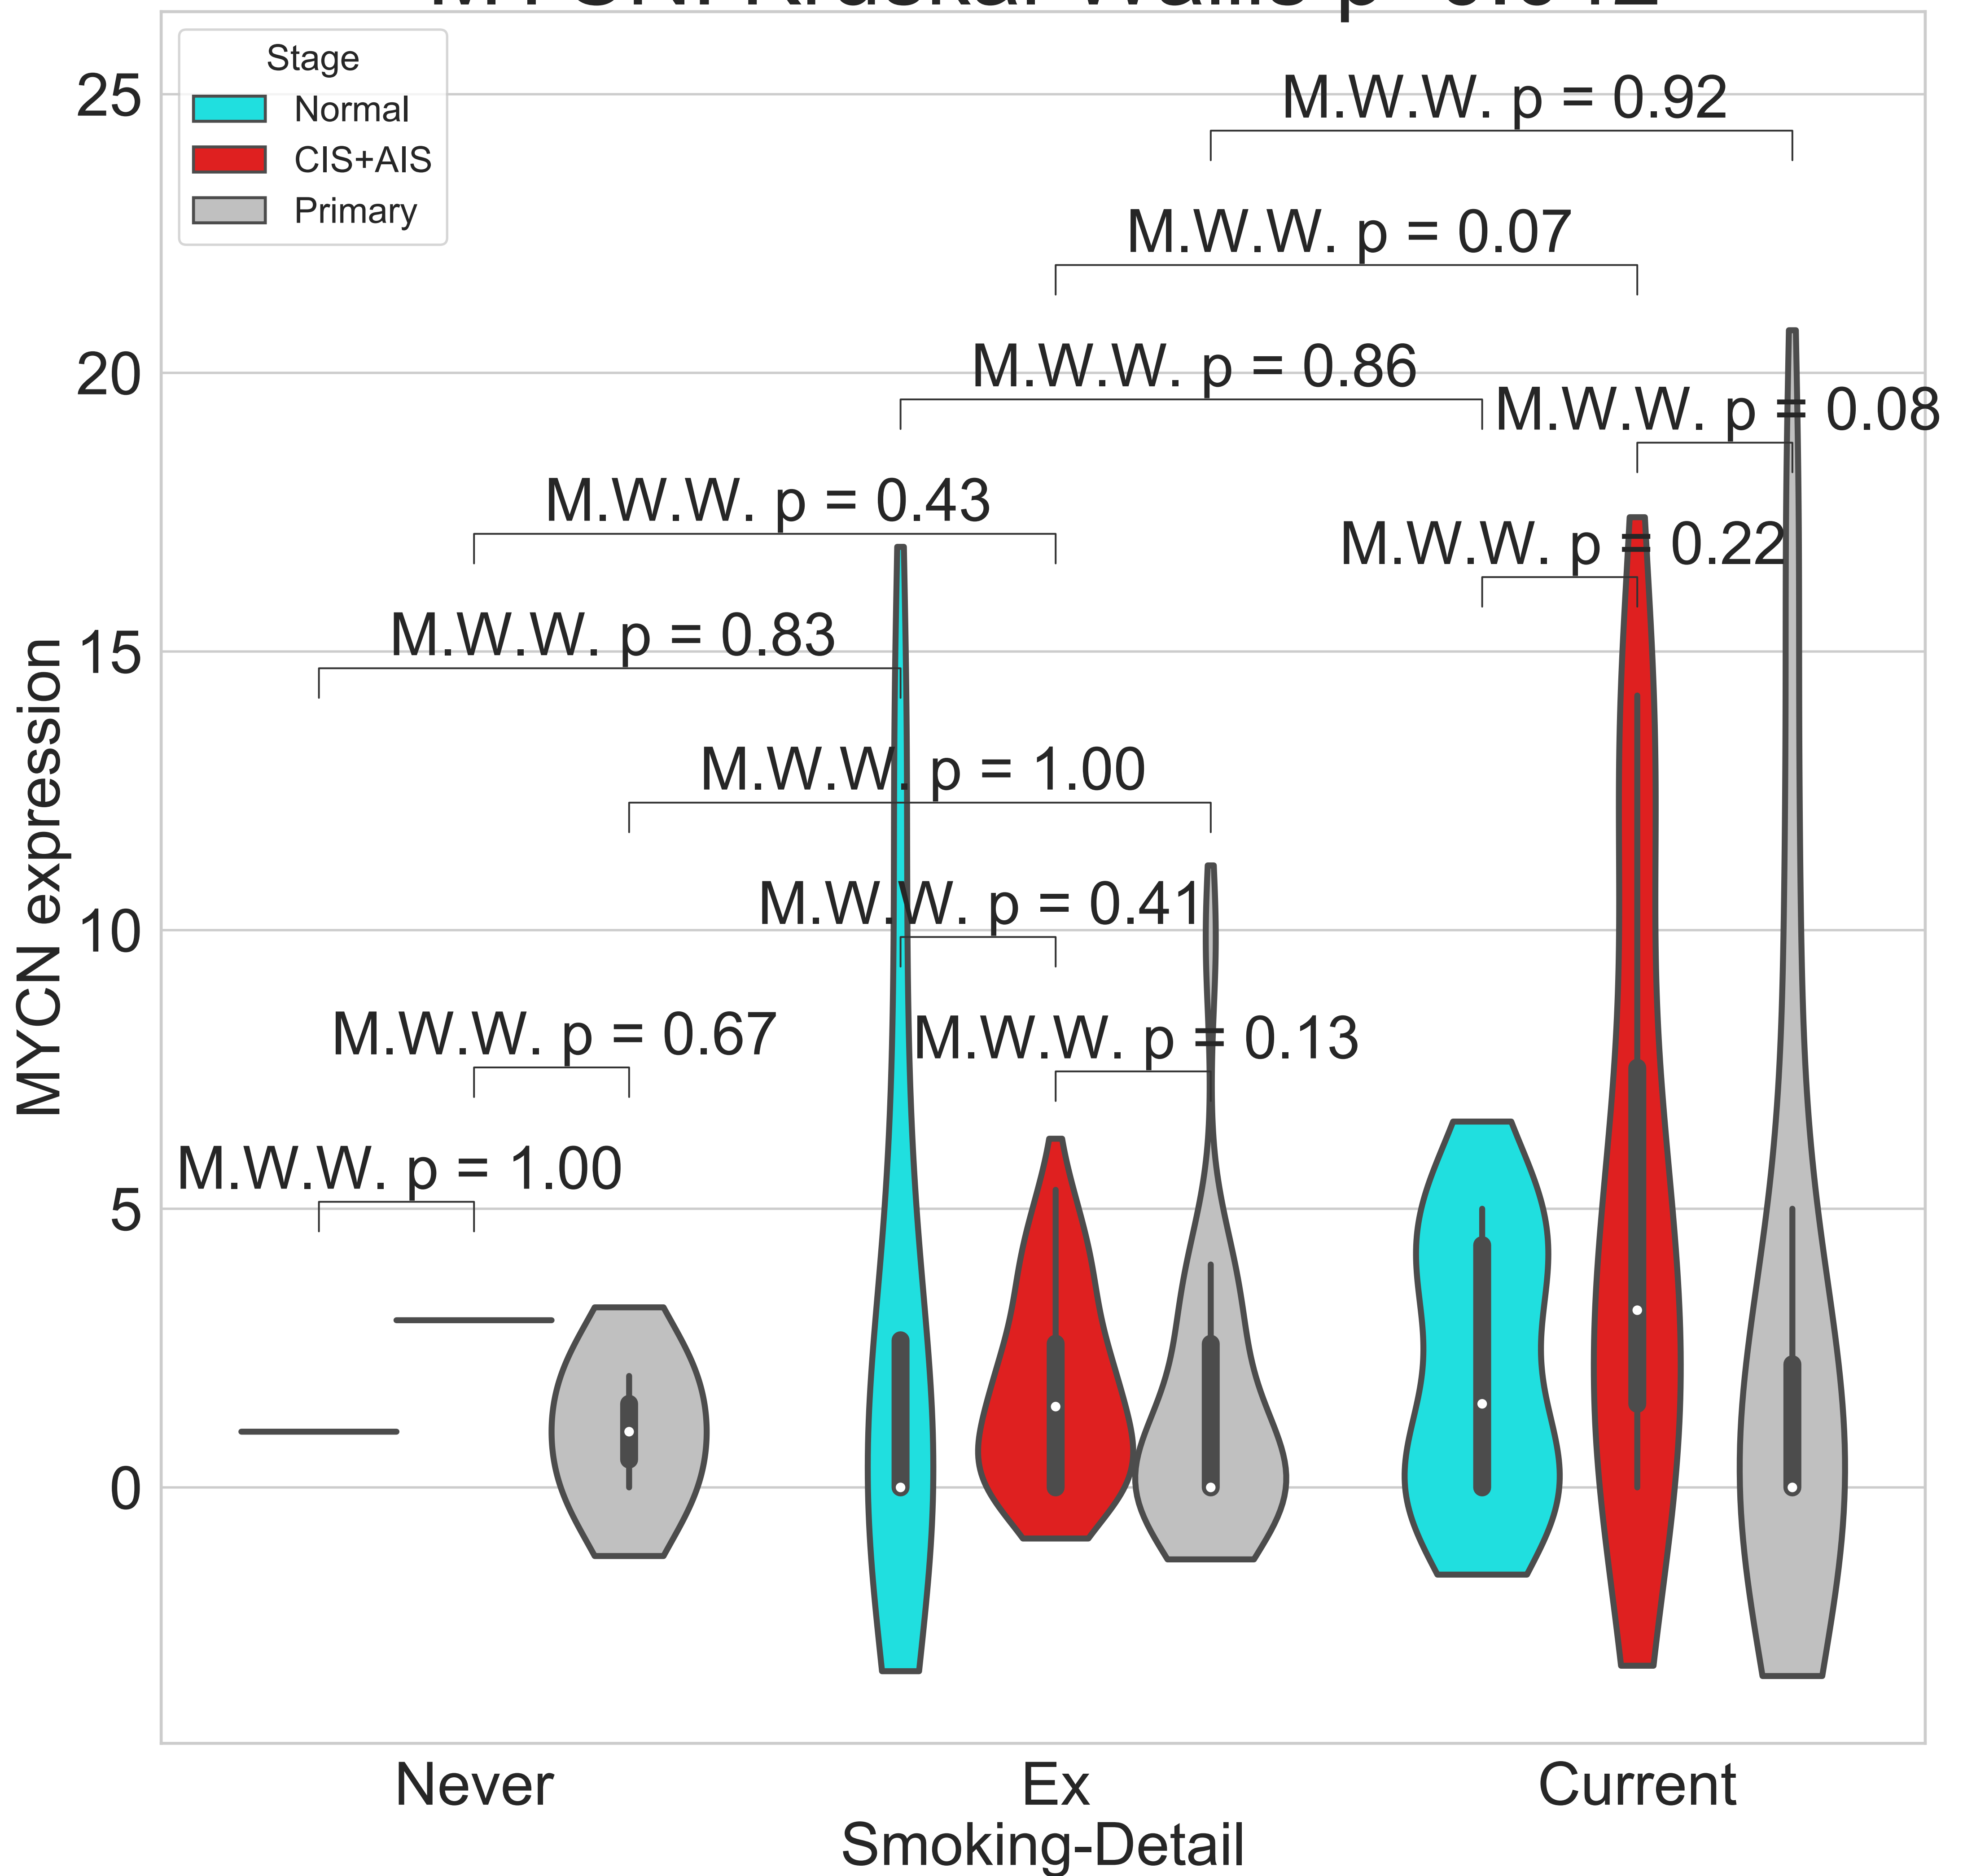 Stage
Normal
CIS+AIS
Primary
25
20
15
10
5
0
MYCN expression
M.W.W. p = 0.92
M.W.W. p = 0.07
M.W.W. p = 0.86
M.W.W. p = 0.08
M.W.W. p = 0.43
M.W.W. p = 0.22
M.W.W. p = 0.83
M.W.W. p = 1.00
M.W.W. p = 0.41
M.W.W. p = 0.67
M.W.W. p = 0.13
M.W.W. p = 1.00
Never
Ex
Current
Smoking-Detail